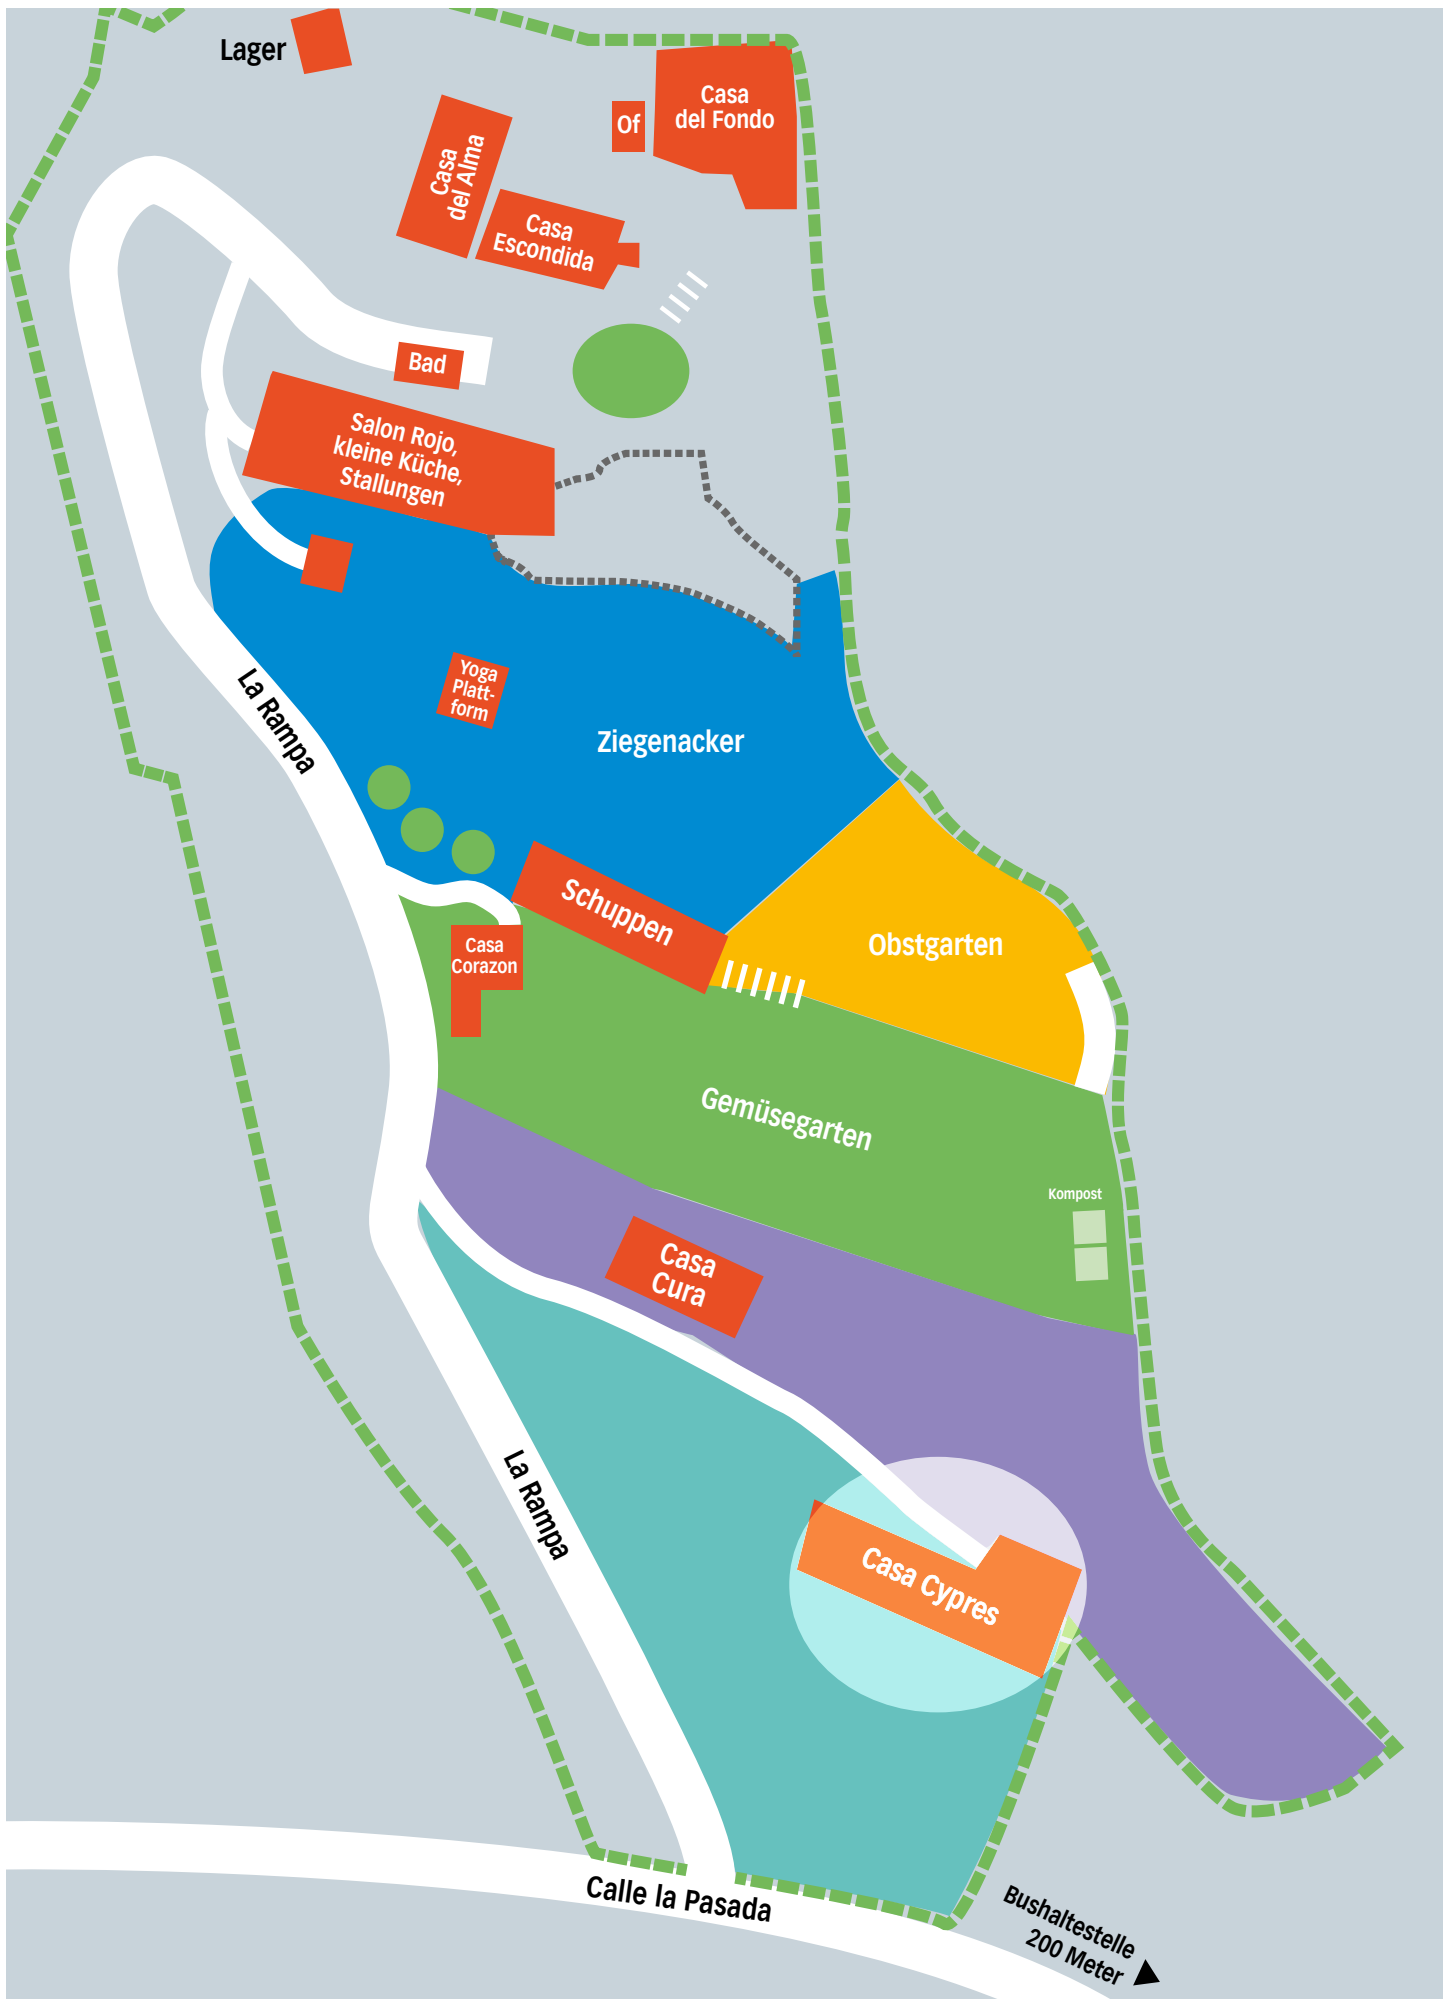 Lager
Casa
del Fondo
Of
Casa
del Alma
Casa
Escondida
Bad
Salon Rojo,
kleine Küche,
Stallungen
La Rampa
Yoga
Platt-
form
Ziegenacker
Schuppen
Obstgarten
Casa
Corazon
Gemüsegarten
Kompost
Casa
Cura
La Rampa
Casa Cypres
Calle la Pasada
Bushaltestelle
200 Meter